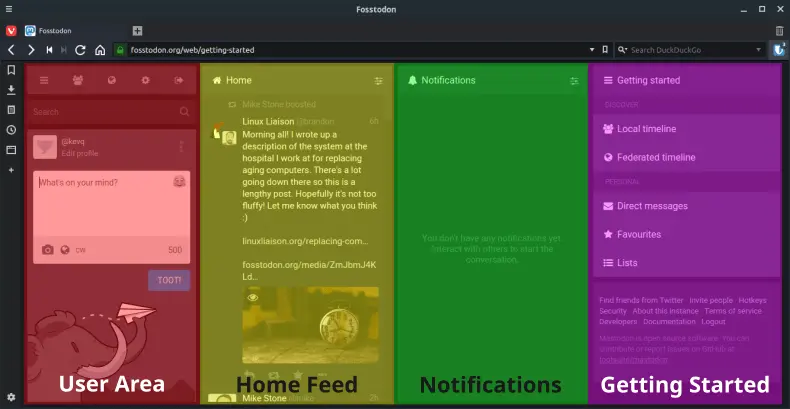 Fosstodon
Fosstodon
fosstodon.org/web/getting-started
Search DuckDuckGo
Search
@kevq
Edit profile
What's on your mind?
cw
500
TOOT!
User Area
Home
Mike Stone boosted
Linux Liaison @brandon 6h
Morning all! I wrote up a
description of the system at the
hospital I work at for replacing
aging computers. There's a lot
going down there so this is a
lengthy post. Hopefully it's not too
fluffy! Let me know what you think
:)
linuxliaison.org/replacing-com...
fosstodon.org/media/ZmJbmJ4K
Ld...
Mike Stone 2h
Home Feed
Notifications
You don't have any notifications yet.
Interact with others to start the
conversation.
Notifications
Getting started
DISCOVER
Local timeline
Federated timeline
PERSONAL
Direct messages
Favourites
Lists
Find friends from Twitter Invite people Hotkeys
Security About this instance Terms of service
Developers Documentation Logout
Mastodon is open source software. You can
contribute or report issues on GitHub at
Getting Started